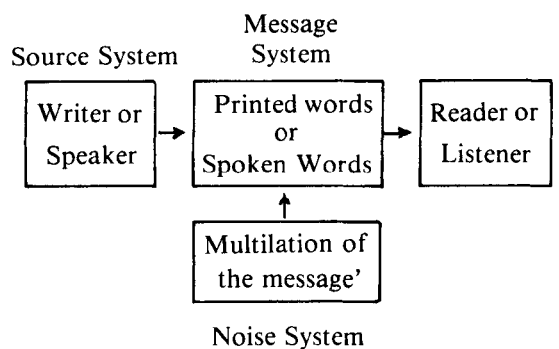 Message
System
Source System
Writer or
Speaker
Printed words
or
Spoken Words
Reader or
Listener
Multilation of
the message'
Noise System